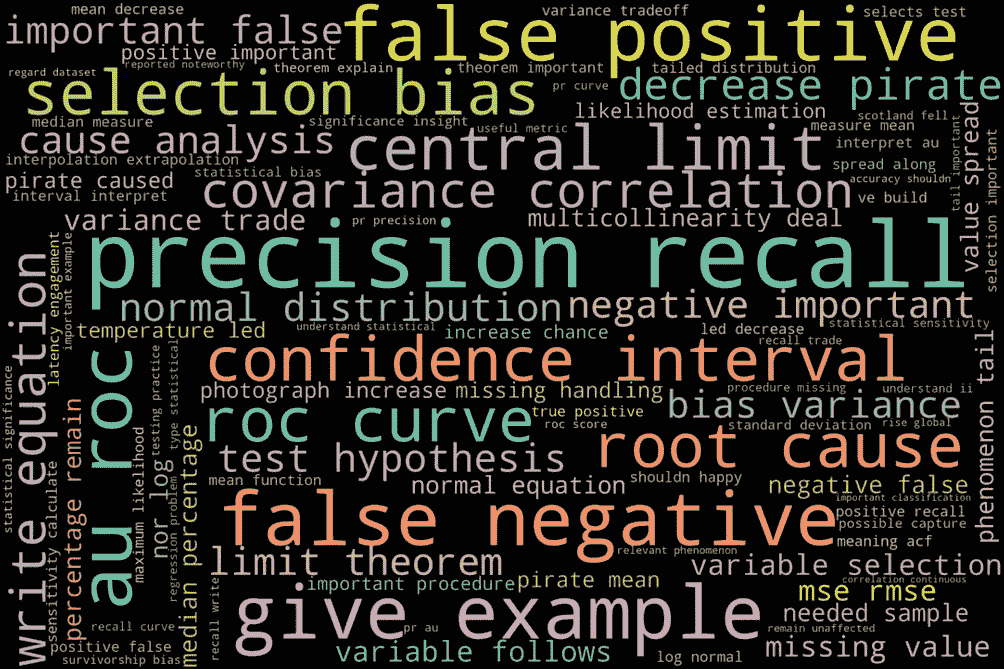 mean decrease
variance tradeoff
selects test
important false
false positive
positive important
reported noteworthy
regard dataset
theorem explain
theorem important
tailed distribution
selection bias
pr curve
decrease pirate
likelihood estimation
scotland fell
median measure
significance insight
useful metric
measure mean
cause analysis
central limit
interpret au
interpolation extrapolation
spread along
pirate caused
statistical bias
accuracy shouldn
interval interpret
covariance correlation
ve build
variance trade
pr precision
multicollinearity deal
value spread
tail important
selection important
precision recall
write equation
latency engagement
important example
normal distribution
negative important
temperature led
understand statistical
increase chance
led decrease
statistical sensitivity
recall trade
confidence interval
au roc
photograph increase
missing handling
procedure missing
understand ii
roc curve
true positive
bias variance
roc score
standard deviation
rise global
phenomenon tail
root cause
test hypothesis
mean function
normal equation
shouldn happy
negative false
important classification
false negative
positive recall
possible capture
meaning acf
relevant phenomenon
statistical significance
sensitivity calculate
percentage remain
maximum likelihood
testing practice
nor log
type statistical
regression problem
median percentage
limit theorem
variable selection
important procedure
pirate mean
correlation continuous
mse rmse
give example
needed sample
recall write
recall curve
pr au
remain unaffected
positive false
variable follows
missing value
survivorship bias
log normal